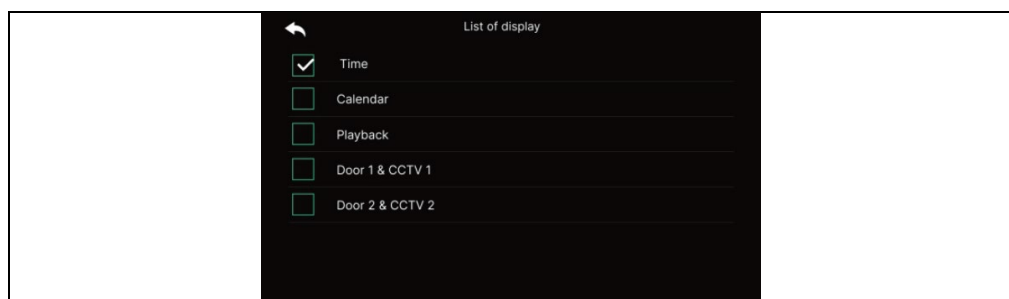 List of display
Time
Calendar
Playback
Door 1 & CCTV 1
Door 2 & CCTV 2